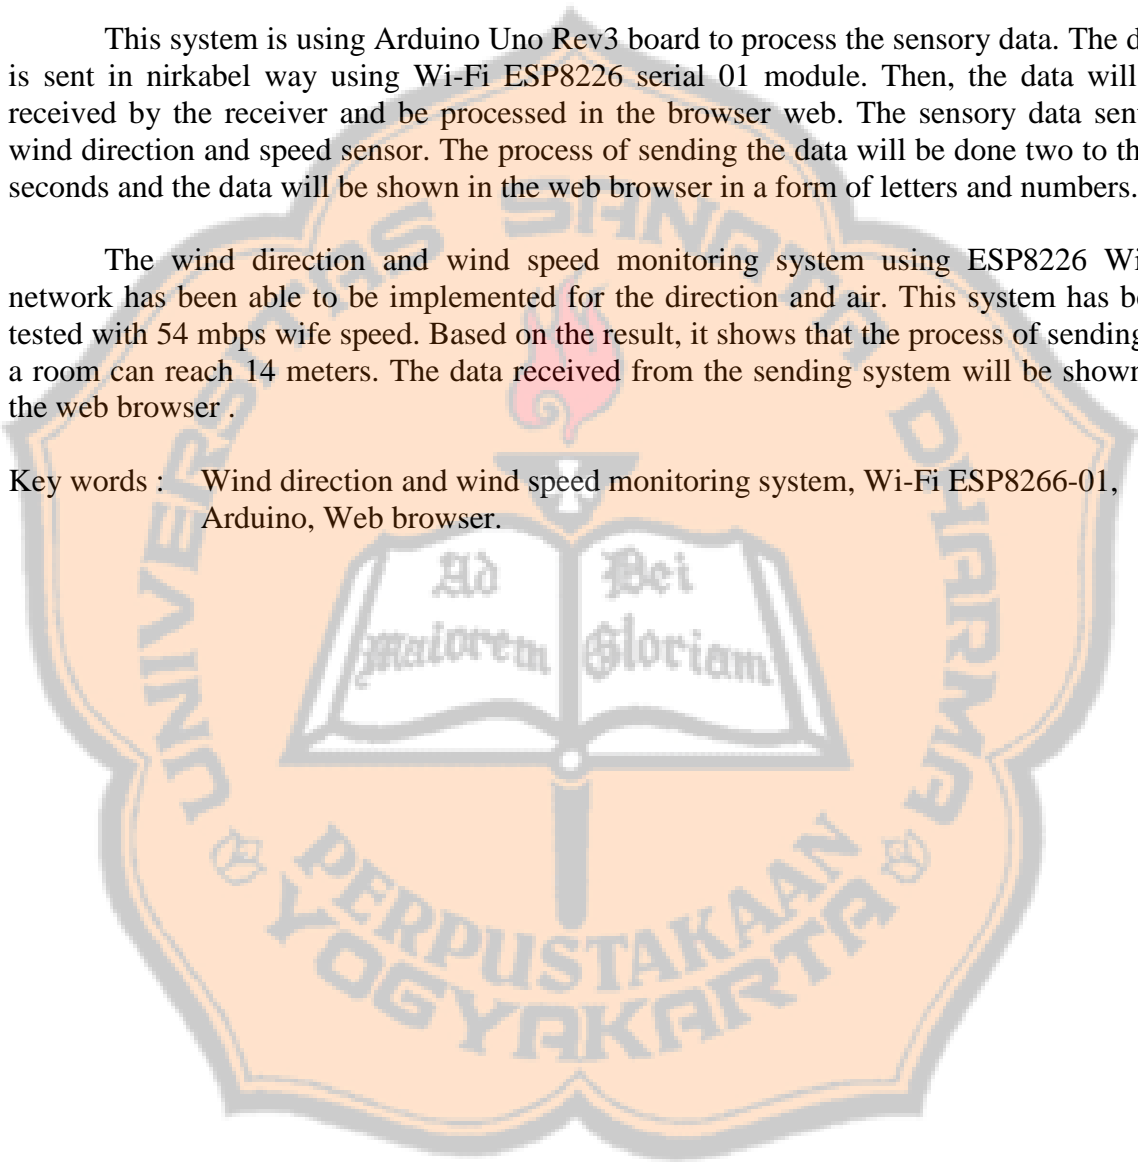 This system is using Arduino Uno Rev3 board to process the sensory data. The d
is sent in nirkabel way using Wi-Fi ESP8226 serial 01 module. Then, the data will
received by the receiver and be processed in the browser web. The sensory data sent
wind direction and speed sensor. The process of sending the data will be done two to th
seconds and the data will be shown in the web browser in a form of letters and numbers.
The wind direction and wind speed monitoring system using ESP8226 Wi
network has been able to be implemented for the direction and air. This system has be
tested with 54 mbps wife speed. Based on the result, it shows that the process of sending
a room can reach 14 meters. The data received from the sending system will be shown
the web browser .
Key words : Wind direction and wind speed monitoring system, Wi-Fi ESP8266-01,
Arduino, Web browser.
UNIVERSITAS SANATA DHARMA
Ad Dei
maiorem Gloriam
PERPUSTAKAAN
YOGYAKARTA